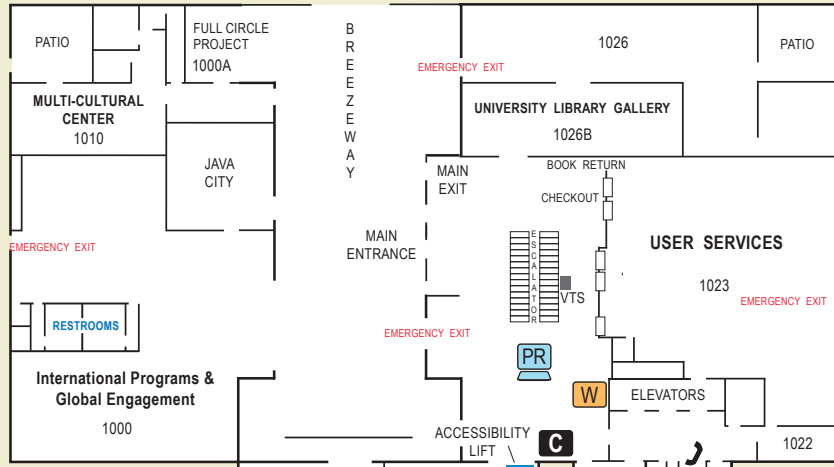 PATIO
FULL CIRCLE
PROJECT
1000A
MULTI-CULTURAL
CENTER
1010
JAVA
CITY
EMERGENCY EXIT
RESTROOMS
International Programs &
Global Engagement
1000
BREEZEWAY
MAIN
EXIT
MAIN
ENTRANCE
EMERGENCY EXIT
EMERGENCY EXIT
1026
PATIO
UNIVERSITY LIBRARY GALLERY
1026B
BOOK RETURN
CHECKOUT
ESCALATOR
VTS
USER SERVICES
1023
EMERGENCY EXIT
PR
W
ELEVATORS
ACCESSIBILITY
LIFT
C
1022